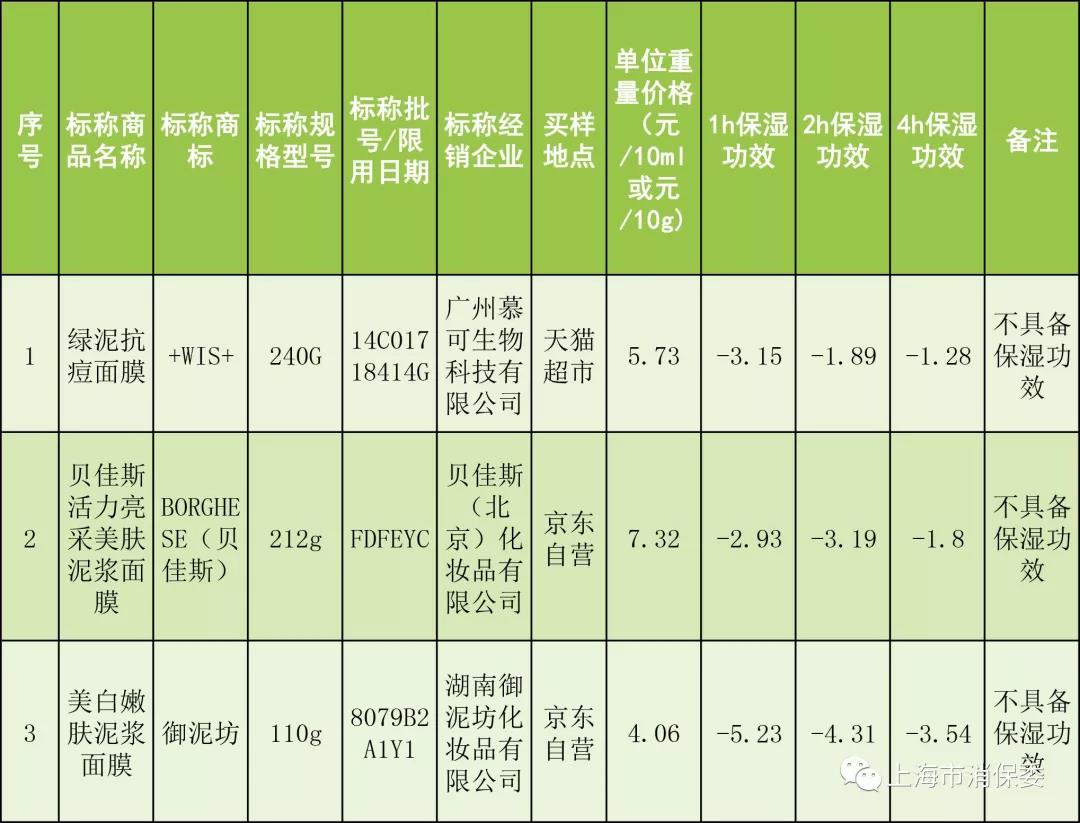 序
号
标称商
品名称
标称商
标
标称规
格型号
标称批
号/限
用日期
标称经
销企业
买样
地点
单位重
量价格
（元
/10ml
或元
/10g)
1h保湿
功效
2h保湿
功效
4h保湿
功效
备注
1
绿泥抗
痘面膜
+WIS+
240G
14C017
18414G
广州慕
可生物
科技有
限公司
天猫
超市
5.73
-3.15
-1.89
-1.28
不具备
保湿功
效
2
贝佳斯
活力亮
采美肤
泥浆面
膜
BORGHE
SE（贝
佳斯）
212g
FDFEYC
贝佳斯
（北
京）化
妆品有
限公司
京东
自营
7.32
-2.93
-3.19
-1.8
不具备
保湿功
效
3
美白嫩
肤泥浆
面膜
御泥坊
110g
8079B2
A1Y1
湖南御
泥坊化
妆品有
限公司
京东
自营
4.06
-5.23
-4.31
-3.54
不具备
保湿功
效
上海市消保委